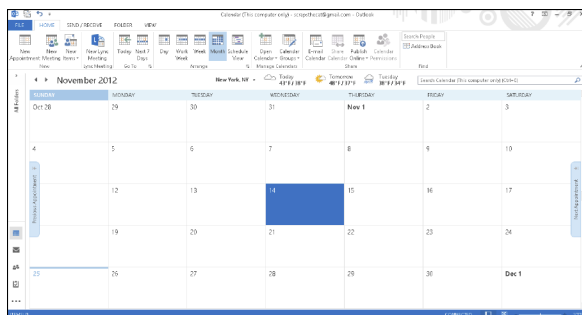 Calendar (This computer only) - scrapethecat@gmail.com - Outlook
FILE HOME SEND / RECEIVE FOLDER VIEW
New Appointment New Meeting New Items New Lync Meeting Today Next 7 Days Day Work Week Week Month Schedule View Open Calendar Calendar Groups E-mail Calendar Share Calendar Publish Online Calendar Permissions Search People
Address Book
New Lync Meeting Go To Arrange Manage Calendars Share Find
November 2012 New York, NY Today Tomorrow Tuesday Search Calendar (This computer only) (Ctrl+E)
All Folders
SUNDAY MONDAY TUESDAY WEDNESDAY THURSDAY FRIDAY SATURDAY
Oct 28 29 30 31 Nov 1 2 3
4 5 6 7 8 9 10
Previous Appointment
Next Appointment
12 13 14 15 16 17
19 20 21 22 23 24
25 26 27 28 29 30 Dec 1